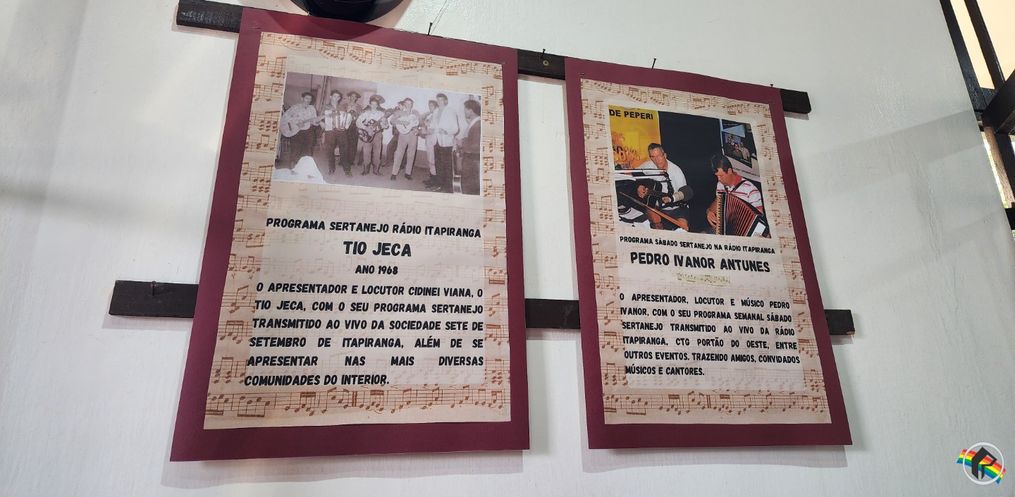 PROGRAMA SERTANEJO RÁDIO ITAPIRANGA
TIO JECA
ANO 1968
O APRESENTADOR E LOCUTOR CIDINEI VIANA, O
TIO JECA, COM O SEU PROGRAMA SERTANEJO
TRANSMITIDO AO VIVO DA SOCIEDADE SETE DE
SETEMBRO DE ITAPIRANGA, ALÉM DE SE
APRESENTAR NAS MAIS DIVERSAS
COMUNIDADES DO INTERIOR.
DE PEPERI
PROGRAMA SÁBADO SERTANEJO NA RÁDIO ITAPIRANGA
PEDRO IVANOR ANTUNES
O APRESENTADOR, LOCUTOR E MÚSICO PEDRO
IVANOR, COM O SEU PROGRAMA SEMANAL SÁBADO
SERTANEJO TRANSMITIDO AO VIVO DA RÁDIO
ITAPIRANGA, CTG PORTÃO DO OESTE, ENTRE
OUTROS EVENTOS. TRAZENDO AMIGOS, CONVIDADOS
MÚSICOS E CANTORES.